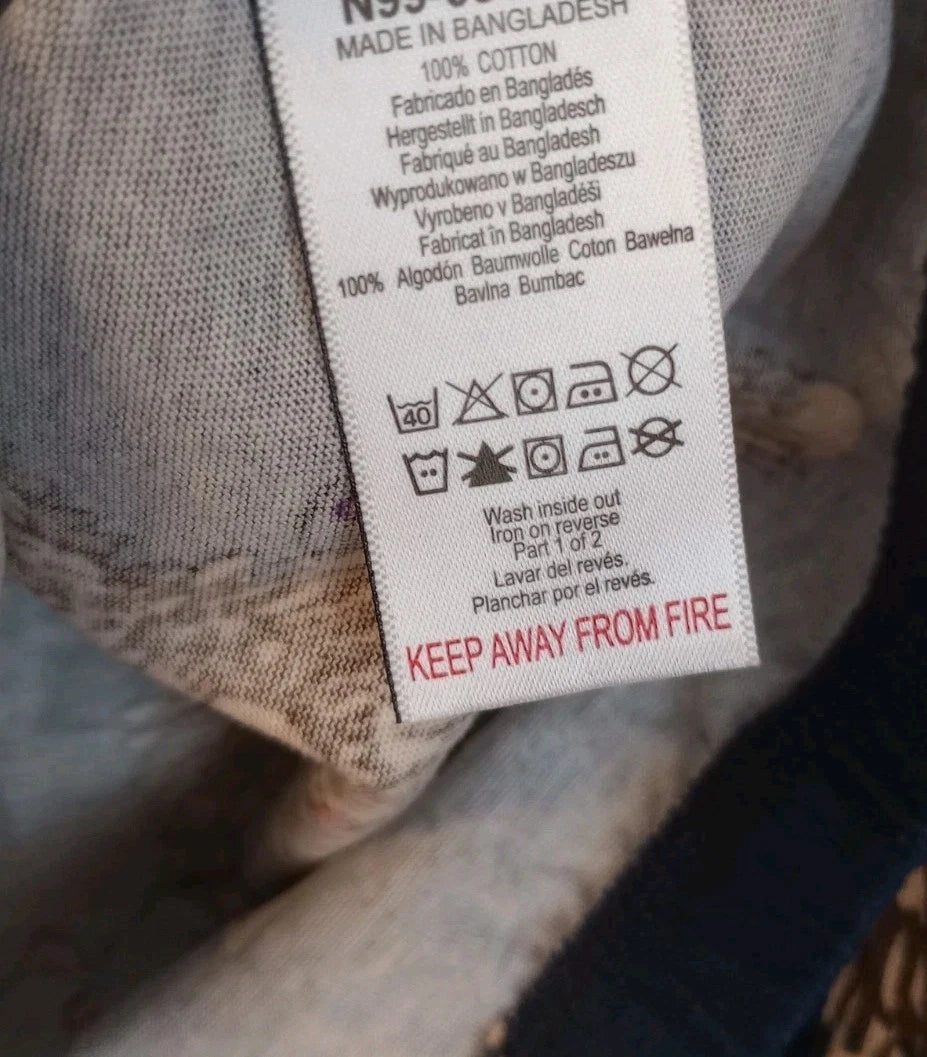 MADE IN BANGLADESH
100% COTTON
Fabricado en Bangladés
Hergestellt in Bangladesch
Fabriqué au Bangladesh
Wyprodukowano w Bangladeszu
Vyrobeno v Bangladéši
Fabricat în Bangladesh
100% Algodón Baumwolle Coton Bawełna
Bavlna Bumbac
40
Wash inside out
Iron on reverse
Part 1 of 2
Lavar del revés.
Planchar por el revés.
KEEP AWAY FROM FIRE